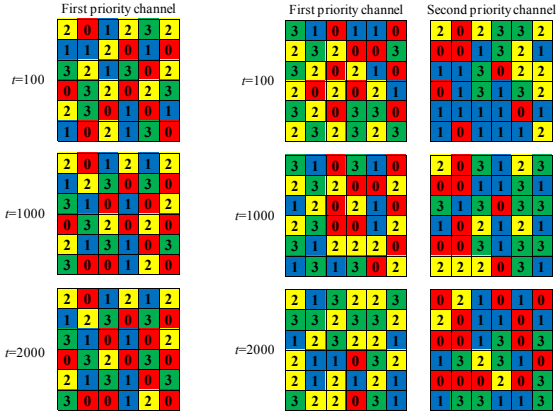 First priority channel
t=100
2 0 1 2 3 2
1 1 2 0 1 0
3 2 1 3 0 2
0 3 2 0 2 3
2 3 0 1 0 1
1 0 2 1 3 0
t=1000
2 0 1 2 1 2
1 2 3 0 3 0
3 1 0 1 0 2
0 3 2 0 2 0
2 1 3 1 0 3
3 0 0 1 2 0
t=2000
2 0 1 2 1 2
1 2 3 0 3 0
3 1 0 1 0 2
0 3 2 0 3 0
2 1 3 1 0 3
3 0 0 1 2 0
First priority channel Second priority channel
t=100
3 1 0 1 1 0 2 0 2 3 3 2
2 3 2 0 0 3 0 0 1 3 2 1
3 2 0 2 1 0 1 1 3 0 2 2
2 0 2 0 2 1 0 1 3 1 3 2
3 2 0 3 3 0 1 1 1 1 0 1
2 3 2 3 2 3 1 0 1 1 1 2
t=1000
3 1 0 3 1 0 2 0 3 1 2 3
2 3 2 0 0 2 0 0 1 1 3 1
1 2 0 2 1 0 3 1 3 0 3 3
2 3 0 0 1 2 1 0 2 1 2 1
3 1 2 2 2 0 0 0 3 1 3 3
1 3 1 3 0 2 2 2 2 0 3 1
t=2000
2 1 3 2 2 3 0 2 1 0 1 0
3 3 2 3 3 2 2 0 1 1 0 1
1 2 3 2 2 1 0 0 1 3 0 3
2 1 1 0 3 2 1 3 2 3 1 0
2 1 2 1 2 1 0 0 0 2 0 3
3 2 2 0 3 1 1 3 3 1 1 3